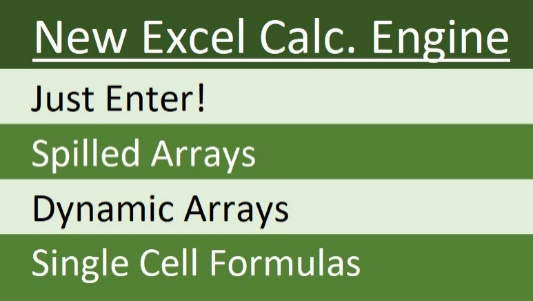 New Excel Calc. Engine
Just Enter!
Spilled Arrays
Dynamic Arrays
Single Cell Formulas